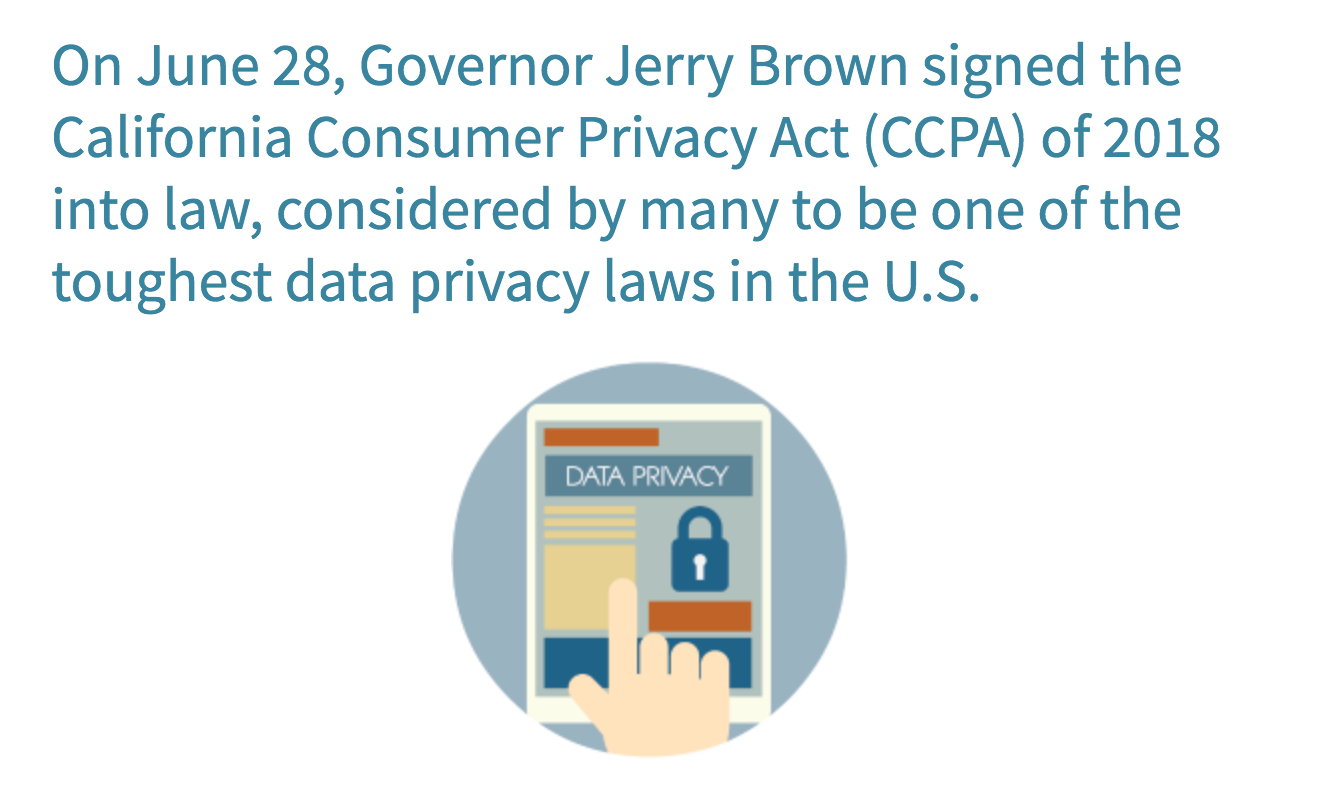 On June 28, Governor Jerry Brown signed the
California Consumer Privacy Act (CCPA) of 2018
into law, considered by many to be one of the
toughest data privacy laws in the U.S.
DATA PRIVACY